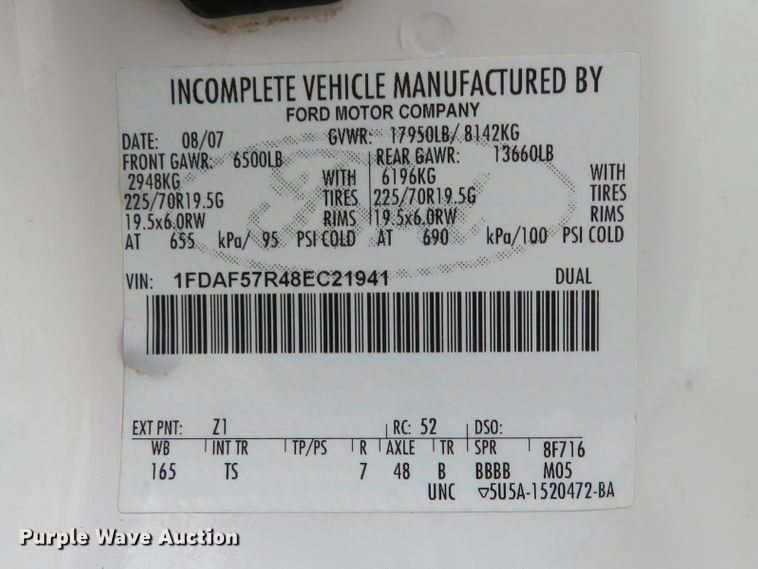 INCOMPLETE VEHICLE MANUFACTURED BY
FORD MOTOR COMPANY
DATE: 08/07 GVWR: 17950LB/ 8142KG
FRONT GAWR: 6500LB REAR GAWR: 13660LB
2948KG WITH 6196KG WITH
225/70R19.5G TIRES 225/70R19.5G TIRES
19.5x6.0RW RIMS 19.5x6.0RW RIMS
AT 655 kPa/ 95 PSI COLD AT 690 kPa/100 PSI COLD
VIN: 1FDAF57R48EC21941 DUAL
EXT PNT: Z1 RC: 52 DSO:
WB INT TR TP/PS R AXLE TR SPR 8F716
165 TS 7 48 B BBBB M05
UNC ▽5U5A-1520472-BA
Purple Wave Auction